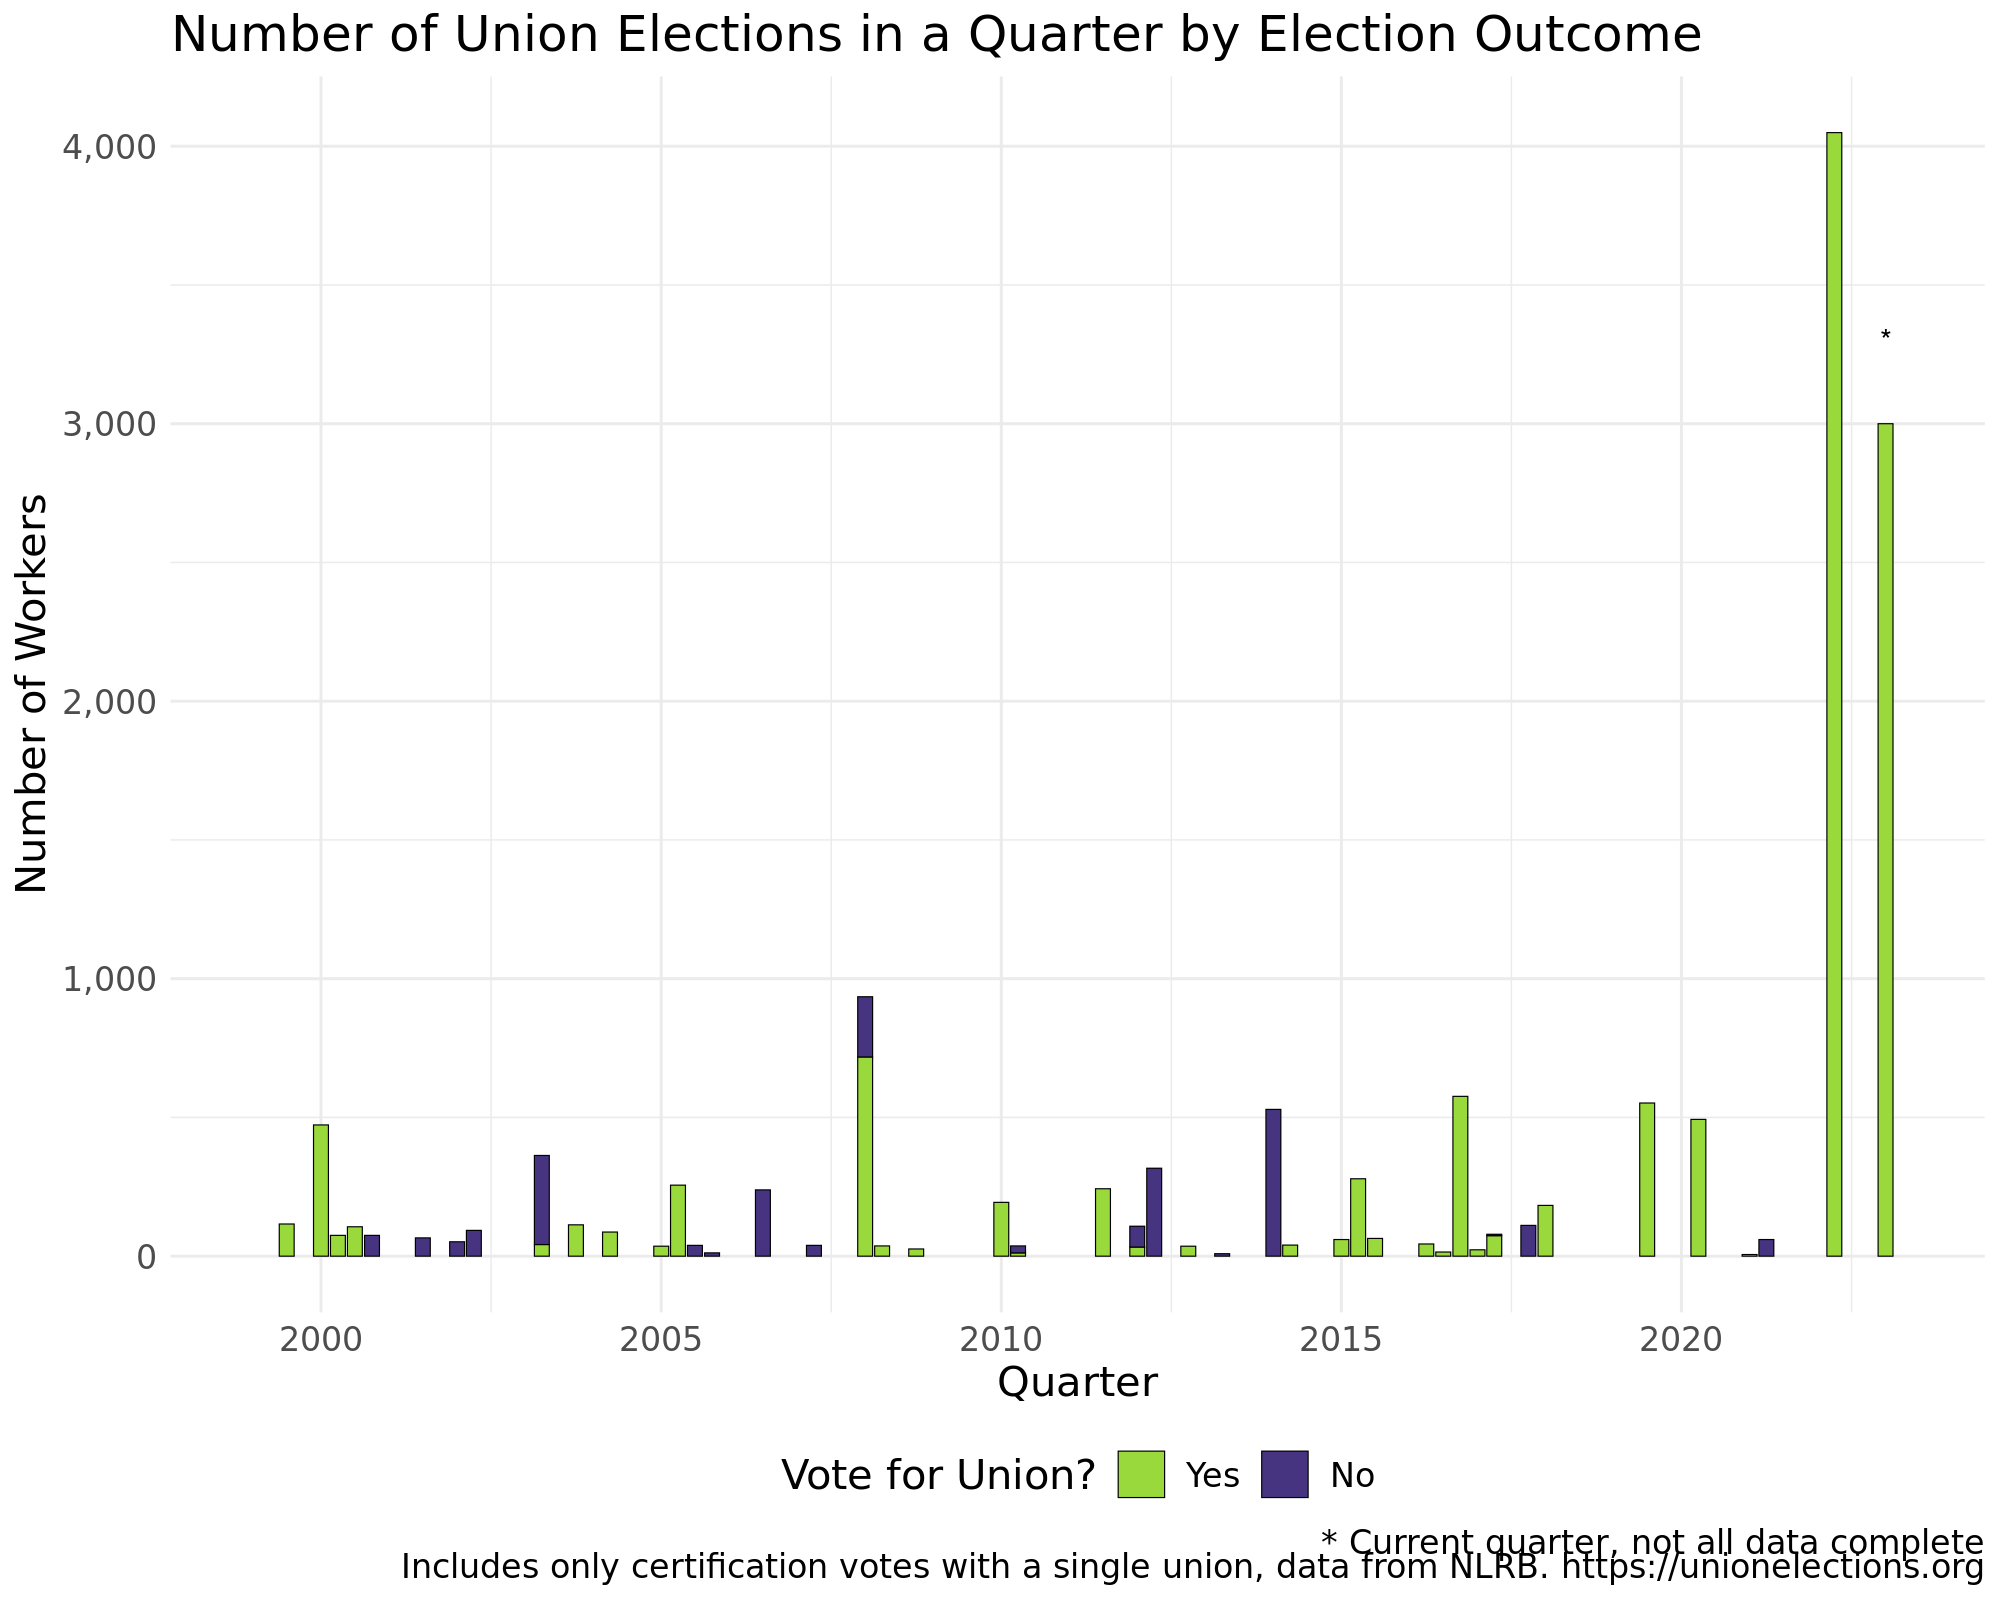 Number of Union Elections in a Quarter by Election Outcome
4,000
3,000
2,000
1,000
0
Number of Workers
*
2000 2005 2010 2015 2020
Quarter
Vote for Union? Yes No
* Current quarter, not all data complete
Includes only certification votes with a single union, data from NLRB. https://unionelections.org